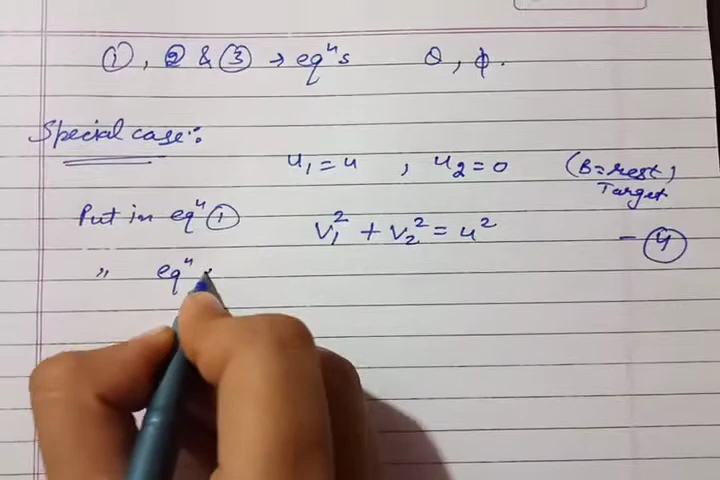 ①, ② & ③ → eqⁿs θ, ϕ.
Special case:
u₁ = u , u₂ = 0 (B = rest)
Target
Put in eqⁿ ① v₁² + v₂² = u² - ④
" eqⁿ